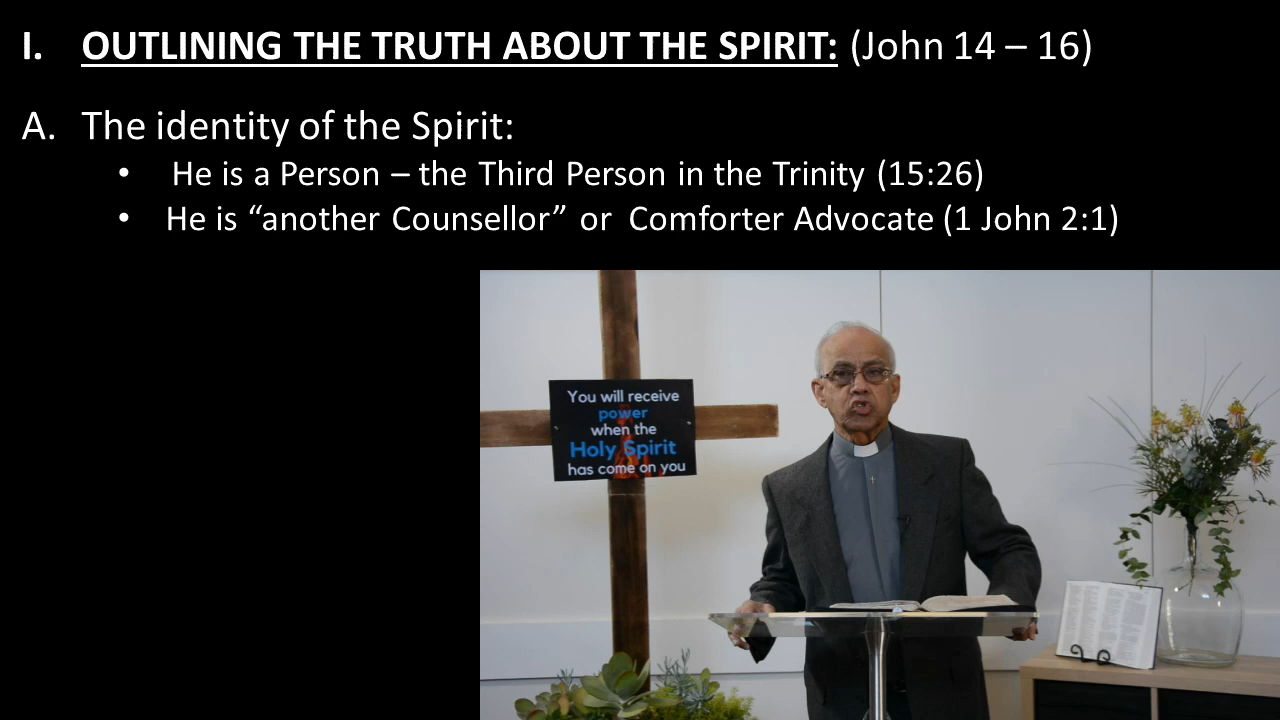 I. OUTLINING THE TRUTH ABOUT THE SPIRIT: (John 14 – 16)
A. The identity of the Spirit:
• He is a Person – the Third Person in the Trinity (15:26)
• He is “another Counsellor” or Comforter Advocate (1 John 2:1)
You will receive
power
when the
Holy Spirit
has come on you